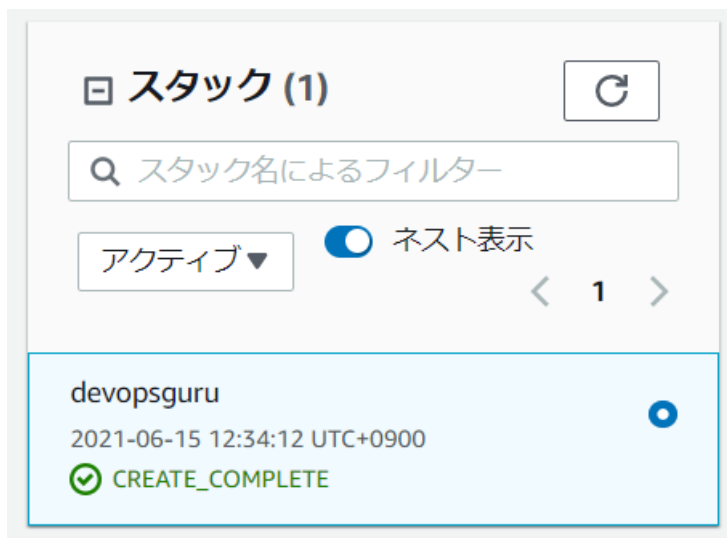 スタック (1)
スタック名によるフィルター
アクティブ▼
ネスト表示
1
devopsguru
2021-06-15 12:34:12 UTC+0900
CREATE_COMPLETE